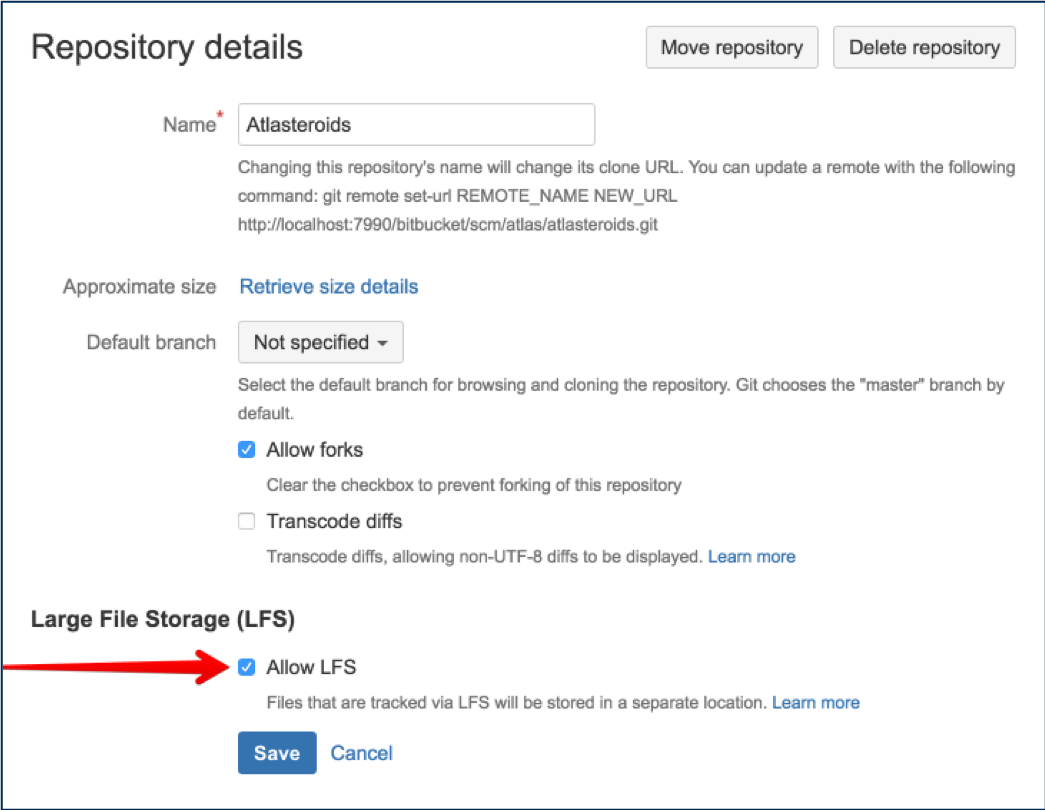 Repository details
Move repository
Delete repository
Name*
Atlasteroids
Changing this repository's name will change its clone URL. You can update a remote with the following
command: git remote set-url REMOTE_NAME NEW_URL
http://localhost:7990/bitbucket/scm/atlas/atlasteroids.git
Approximate size
Retrieve size details
Default branch
Not specified
Select the default branch for browsing and cloning the repository. Git chooses the "master" branch by
default.
Allow forks
Clear the checkbox to prevent forking of this repository
Transcode diffs
Transcode diffs, allowing non-UTF-8 diffs to be displayed. Learn more
Large File Storage (LFS)
Allow LFS
Files that are tracked via LFS will be stored in a separate location. Learn more
Save
Cancel